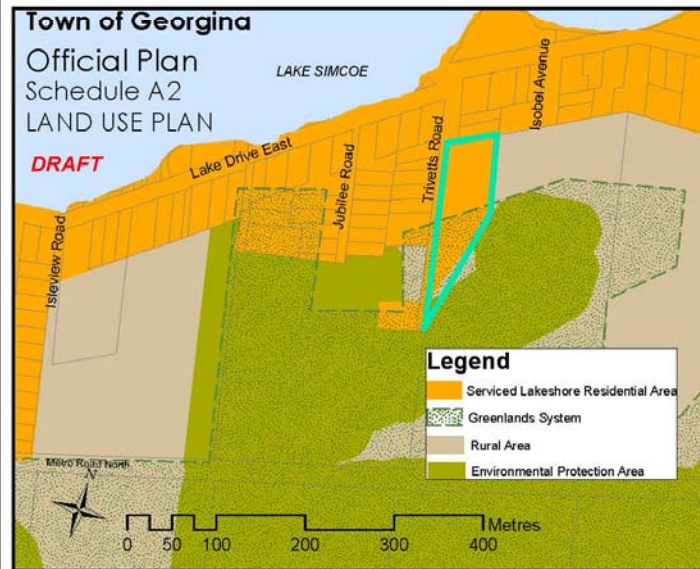 Town of Georgina
Official Plan
Schedule A2
LAND USE PLAN
DRAFT
LAKE SIMCOE
Isobel Avenue
Lake Drive East
Trivetts Road
Jubilee Road
Isleview Road
Metro Road North
Legend
Serviced Lakeshore Residential Area
Greenlands System
Rural Area
Environmental Protection Area
N
Metres
0 50 100 200 300 400